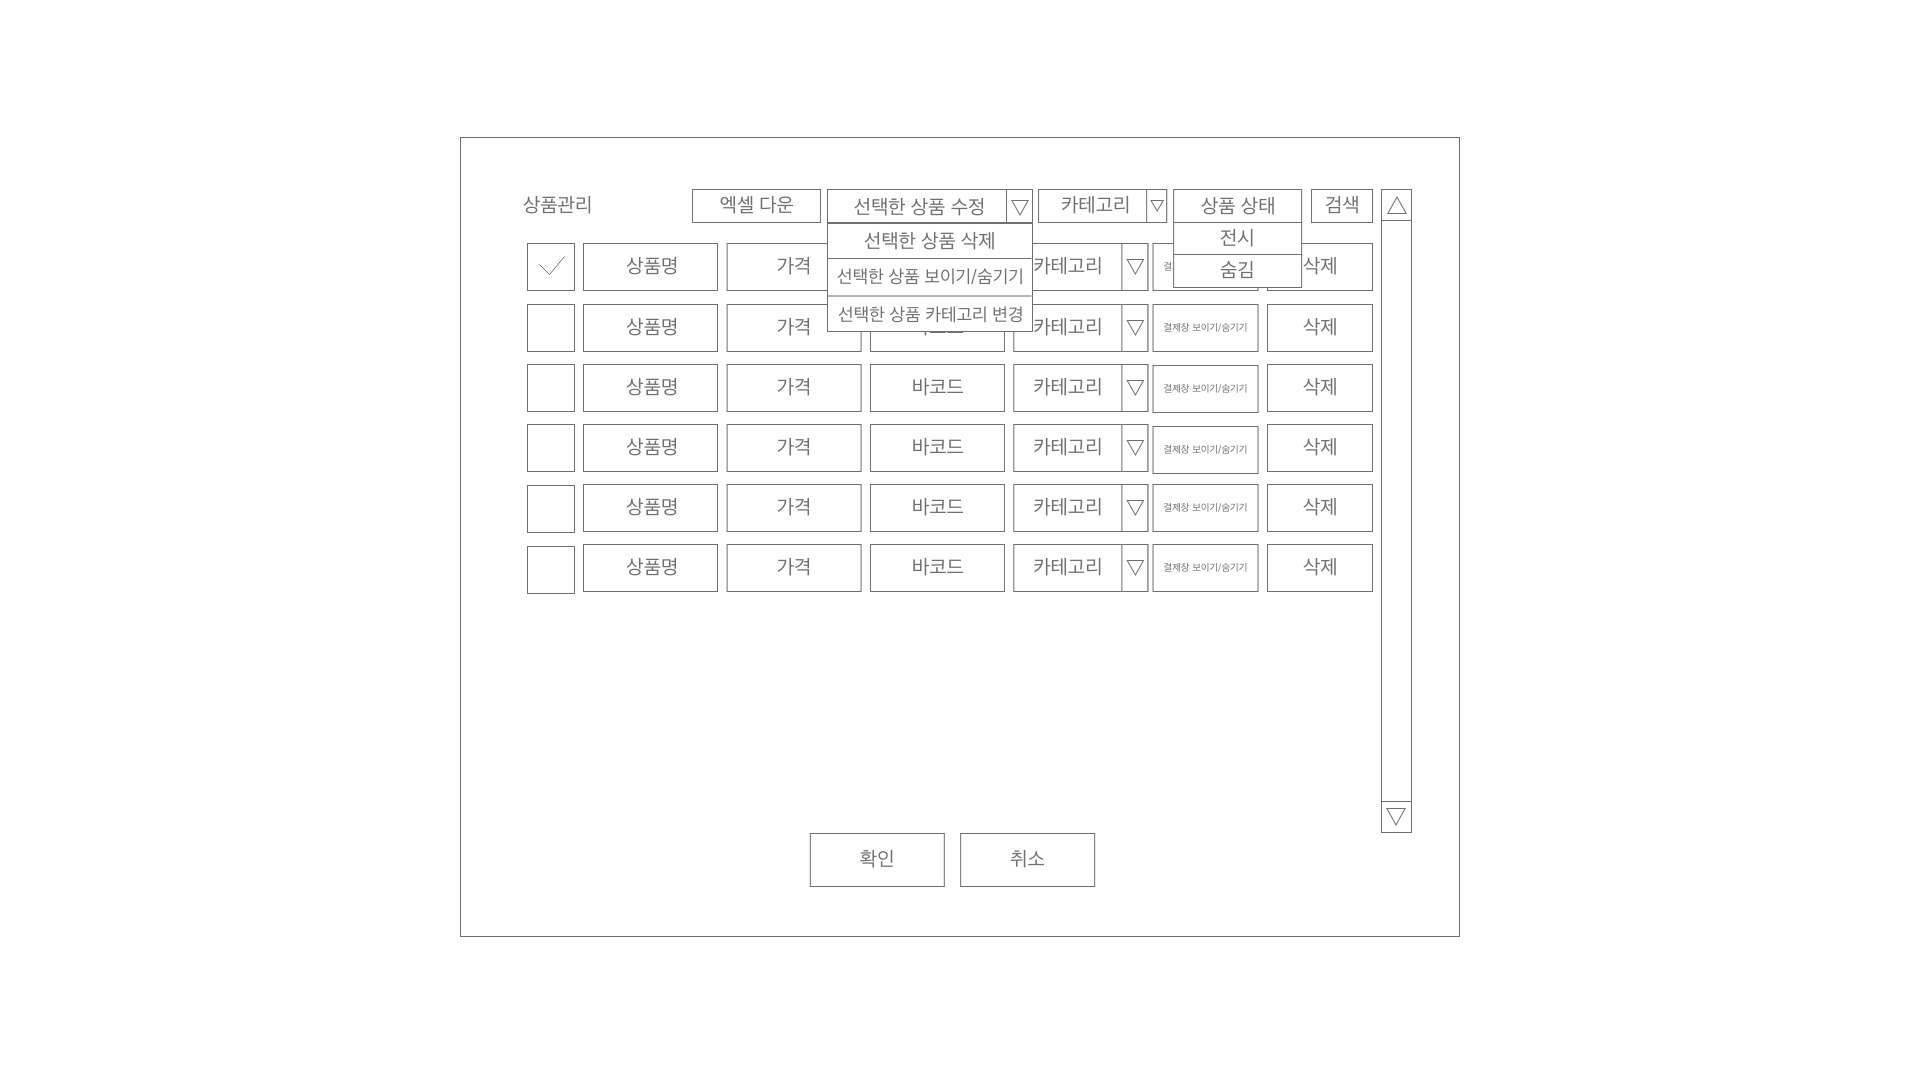 상품관리 엑셀 다운 선택한 상품 수정 카테고리 상품 상태 검색
선택한 상품 삭제 전시
선택한 상품 보이기/숨기기 숨김
선택한 상품 카테고리 변경
상품명 가격 카테고리 삭제
상품명 가격 카테고리 결제창 보이기/숨기기 삭제
상품명 가격 바코드 카테고리 결제창 보이기/숨기기 삭제
상품명 가격 바코드 카테고리 결제창 보이기/숨기기 삭제
상품명 가격 바코드 카테고리 결제창 보이기/숨기기 삭제
상품명 가격 바코드 카테고리 결제창 보이기/숨기기 삭제
확인 취소